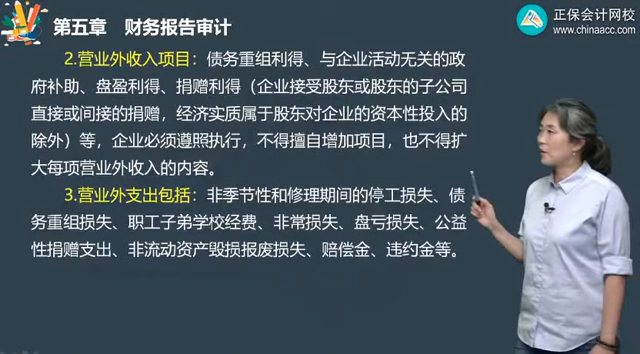 第五章 财务报告审计
正保会计网校
www.chinaacc.com
2.营业外收入项目：债务重组利得、与企业活动无关的政
府补助、盘盈利得、捐赠利得（企业接受股东或股东的子公司
直接或间接的捐赠，经济实质属于股东对企业的资本性投入的
除外）等，企业必须遵照执行，不得擅自增加项目，也不得扩
大每项营业外收入的内容。
3.营业外支出包括：非季节性和修理期间的停工损失、债
务重组损失、职工子弟学校经费、非常损失、盘亏损失、公益
性捐赠支出、非流动资产毁损报废损失、赔偿金、违约金等。